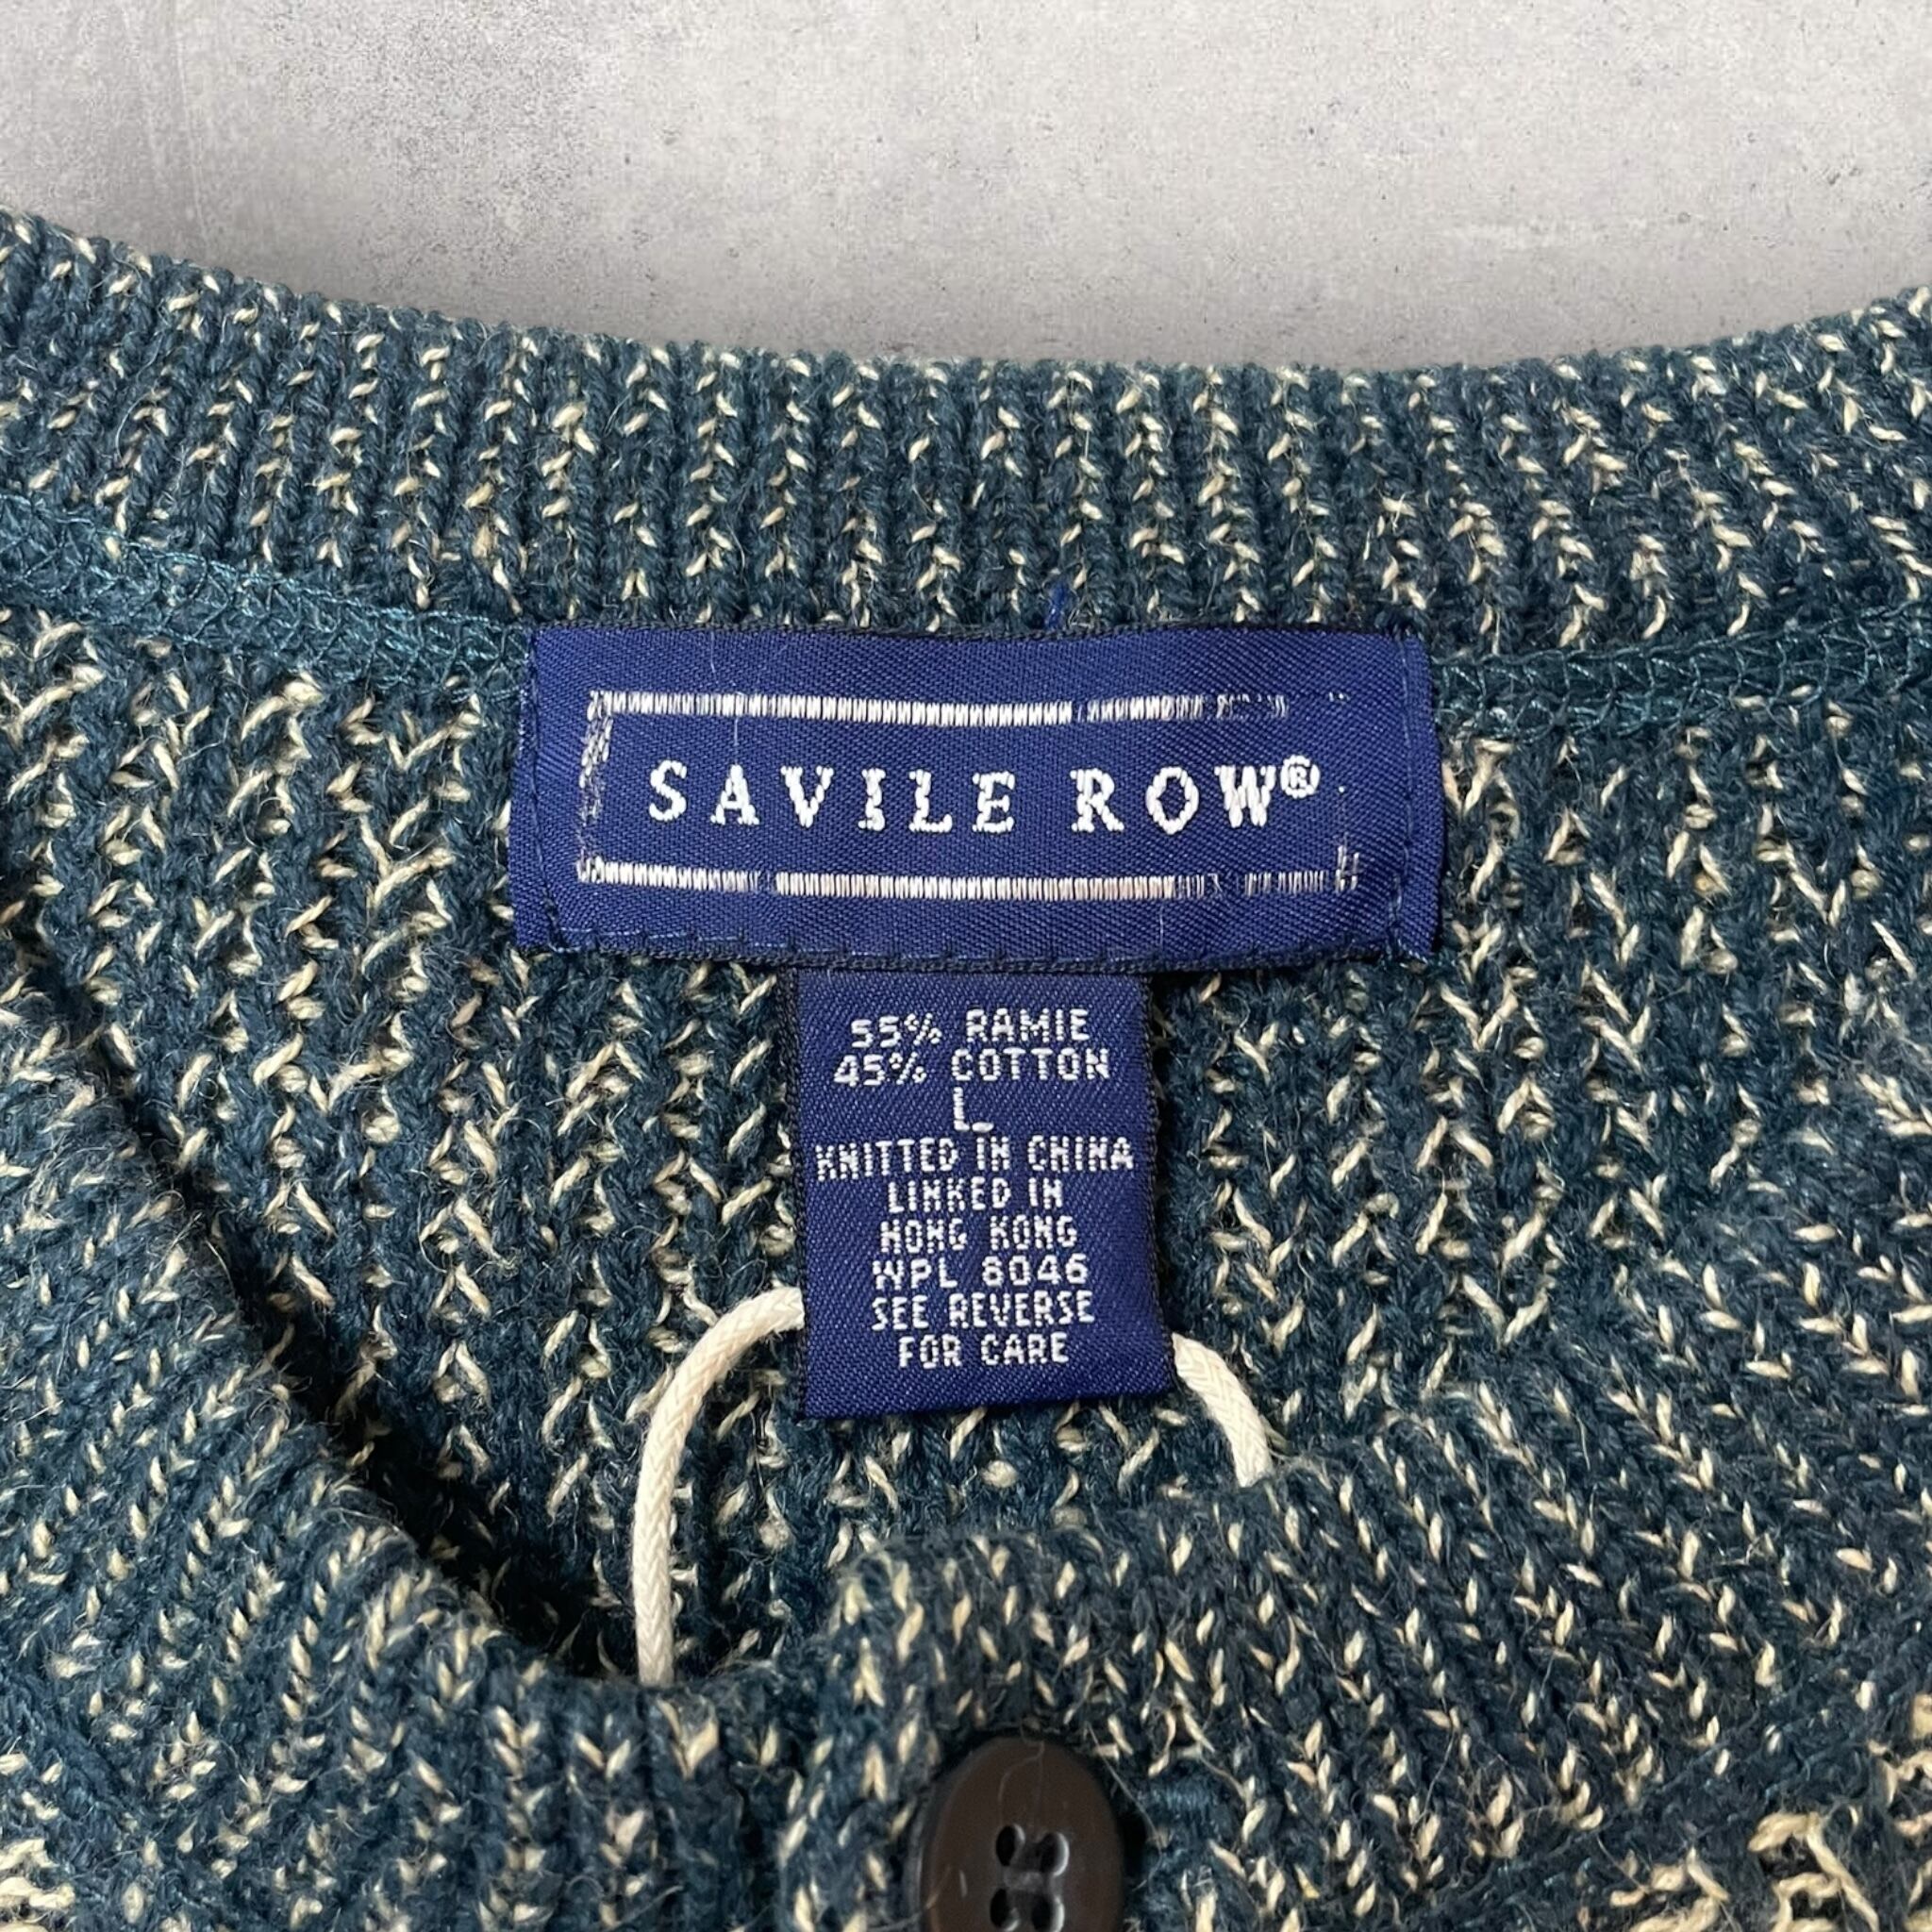 SAVILE ROW®
55% RAMIE
45% COTTON
L
KNITTED IN CHINA
LINKED IN
HONG KONG
WPL 8046
SEE REVERSE
FOR CARE